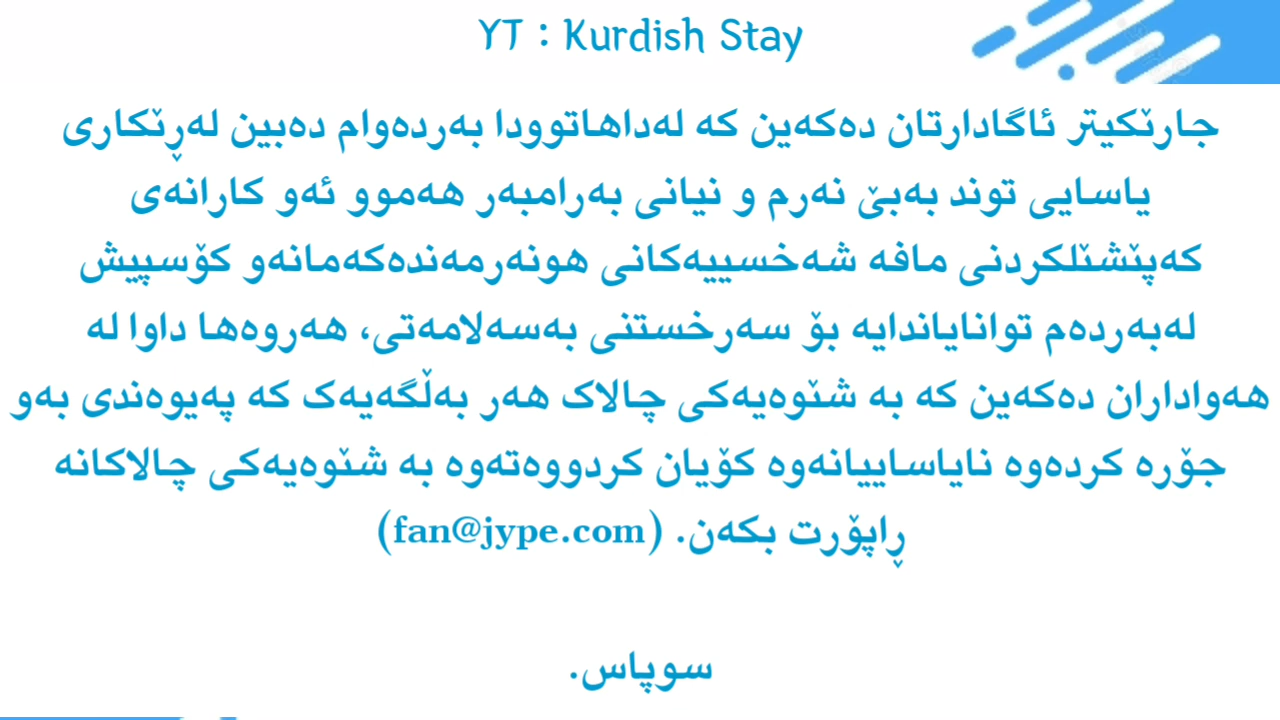 YT : Kurdish Stay
جارێکیتر ئاگادارتان دەکەین کە لەداهاتوودا بەردەوام دەبین لەڕێکاری
یاسایی توند بەبێ نەرم و نیانی بەرامبەر هەموو ئەو کارانەی
کەپێشێلکردنی مافە شەخسییەکانی هونەرمەندەکەمانەو کۆسپیش
لەبەردەم توانایاندایە بۆ سەرخستنی بەسەلامەتی، هەروەها داوا لە
هەواداران دەکەین کە بە شێوەیەکی چالاک هەر بەڵگەیەک کە پەیوەندی بەو
جۆرە کردەوە نایاساییانەوە کۆیان کردووەتەوە بە شێوەیەکی چالاکانە
ڕاپۆرت بکەن. (fan@jype.com)
سوپاس.